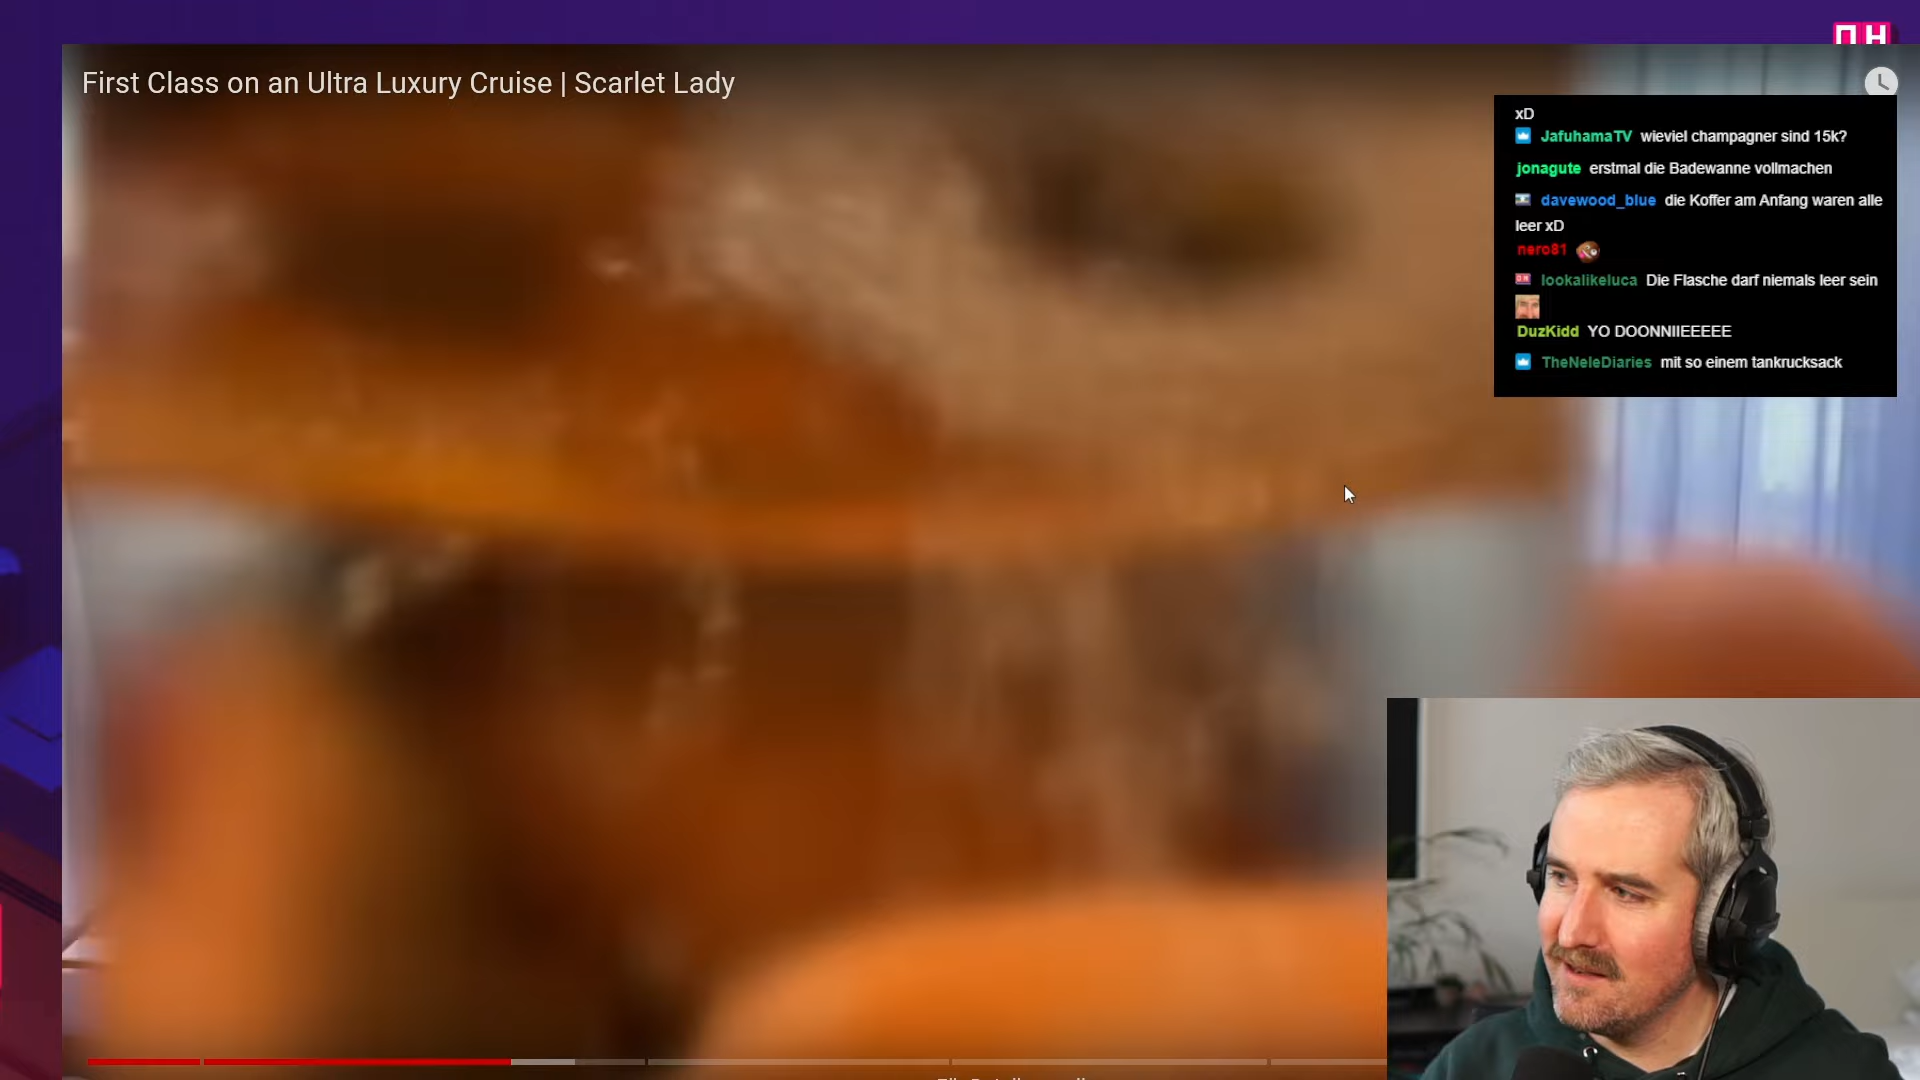 First Class on an Ultra Luxury Cruise | Scarlet Lady
xD
JafuhamaTV wieviel champagner sind 15k?
jonagute erstmal die Badewanne vollmachen
davewood_blue die Koffer am Anfang waren alle
leer xD
nero81
lookalikeluca Die Flasche darf niemals leer sein
DuzKidd YO DOONNIIEEEEE
TheNeleDiaries mit so einem tankrucksack